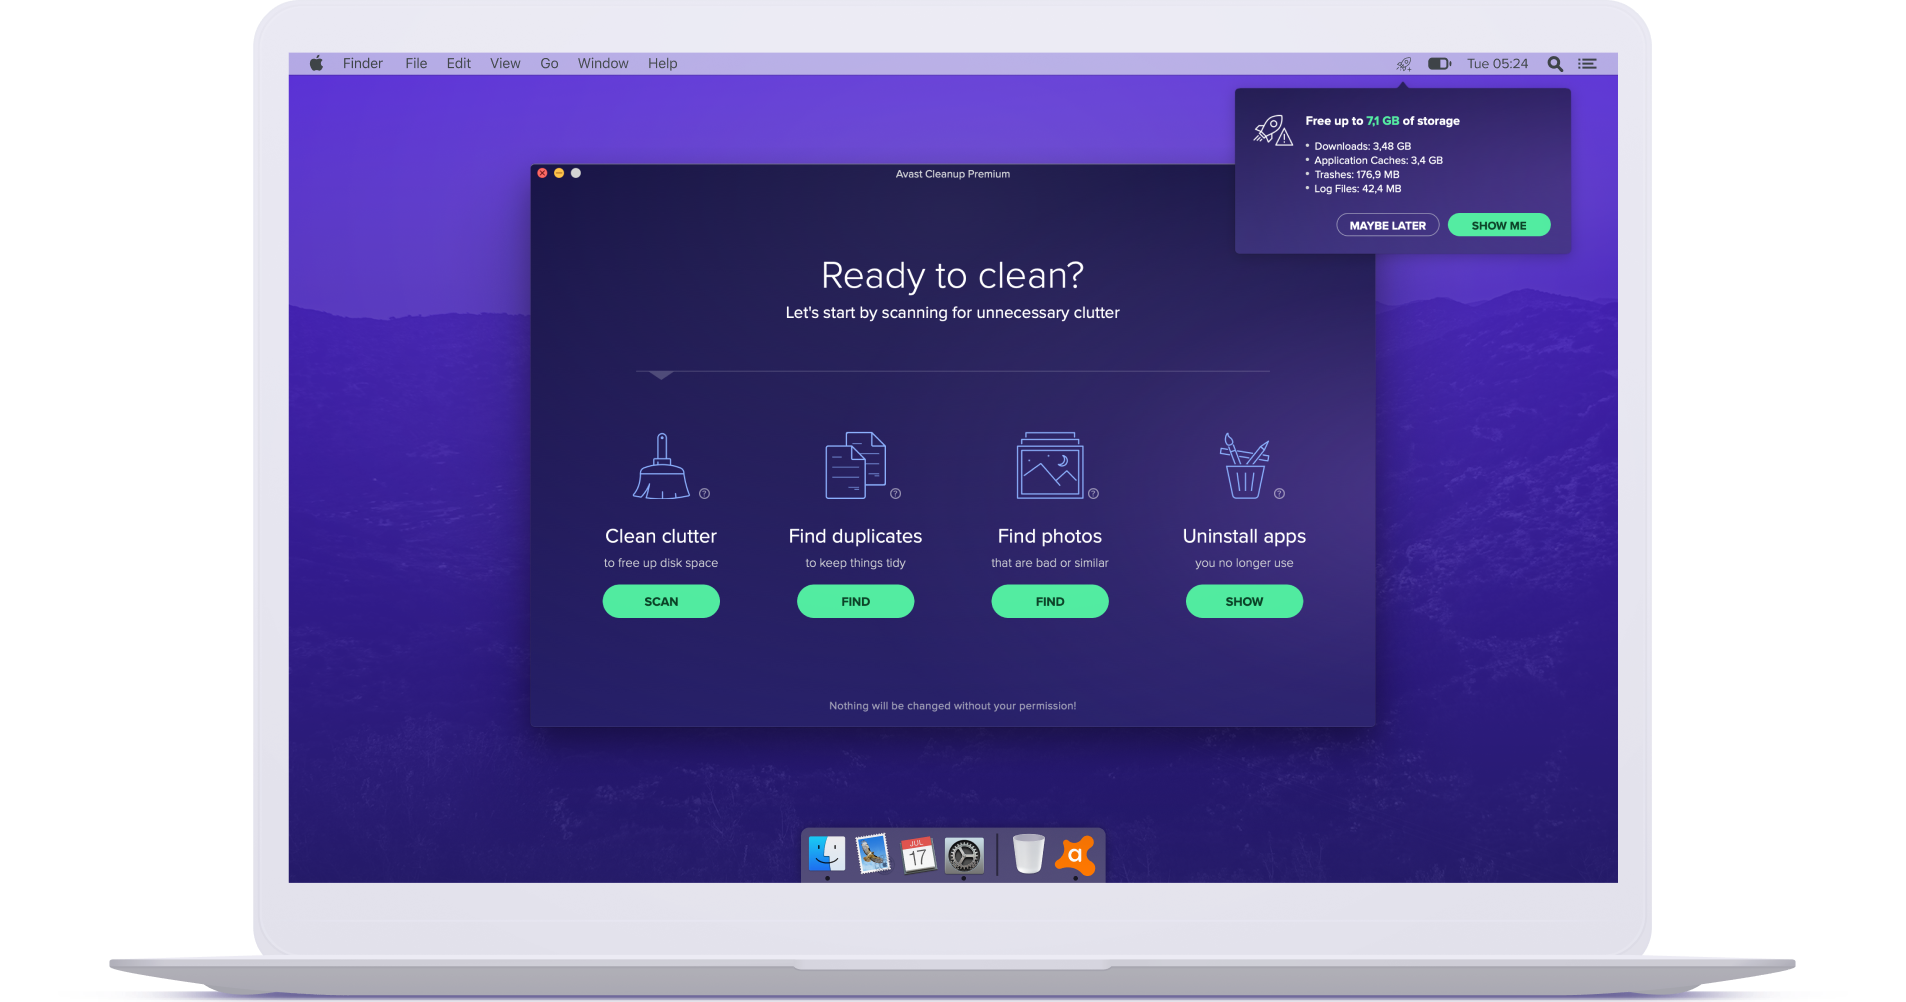 Finder File Edit View Go Window Help Tue 05:24
Free up to 7,1 GB of storage
• Downloads: 3,48 GB
• Application Caches: 3,4 GB
• Trashes: 176,9 MB
• Log Files: 42,4 MB
MAYBE LATER SHOW ME
Avast Cleanup Premium
Ready to clean?
Let's start by scanning for unnecessary clutter
? ? ? ?
Clean clutter Find duplicates Find photos Uninstall apps
to free up disk space to keep things tidy that are bad or similar you no longer use
SCAN FIND FIND SHOW
Nothing will be changed without your permission!
JUL
17
a